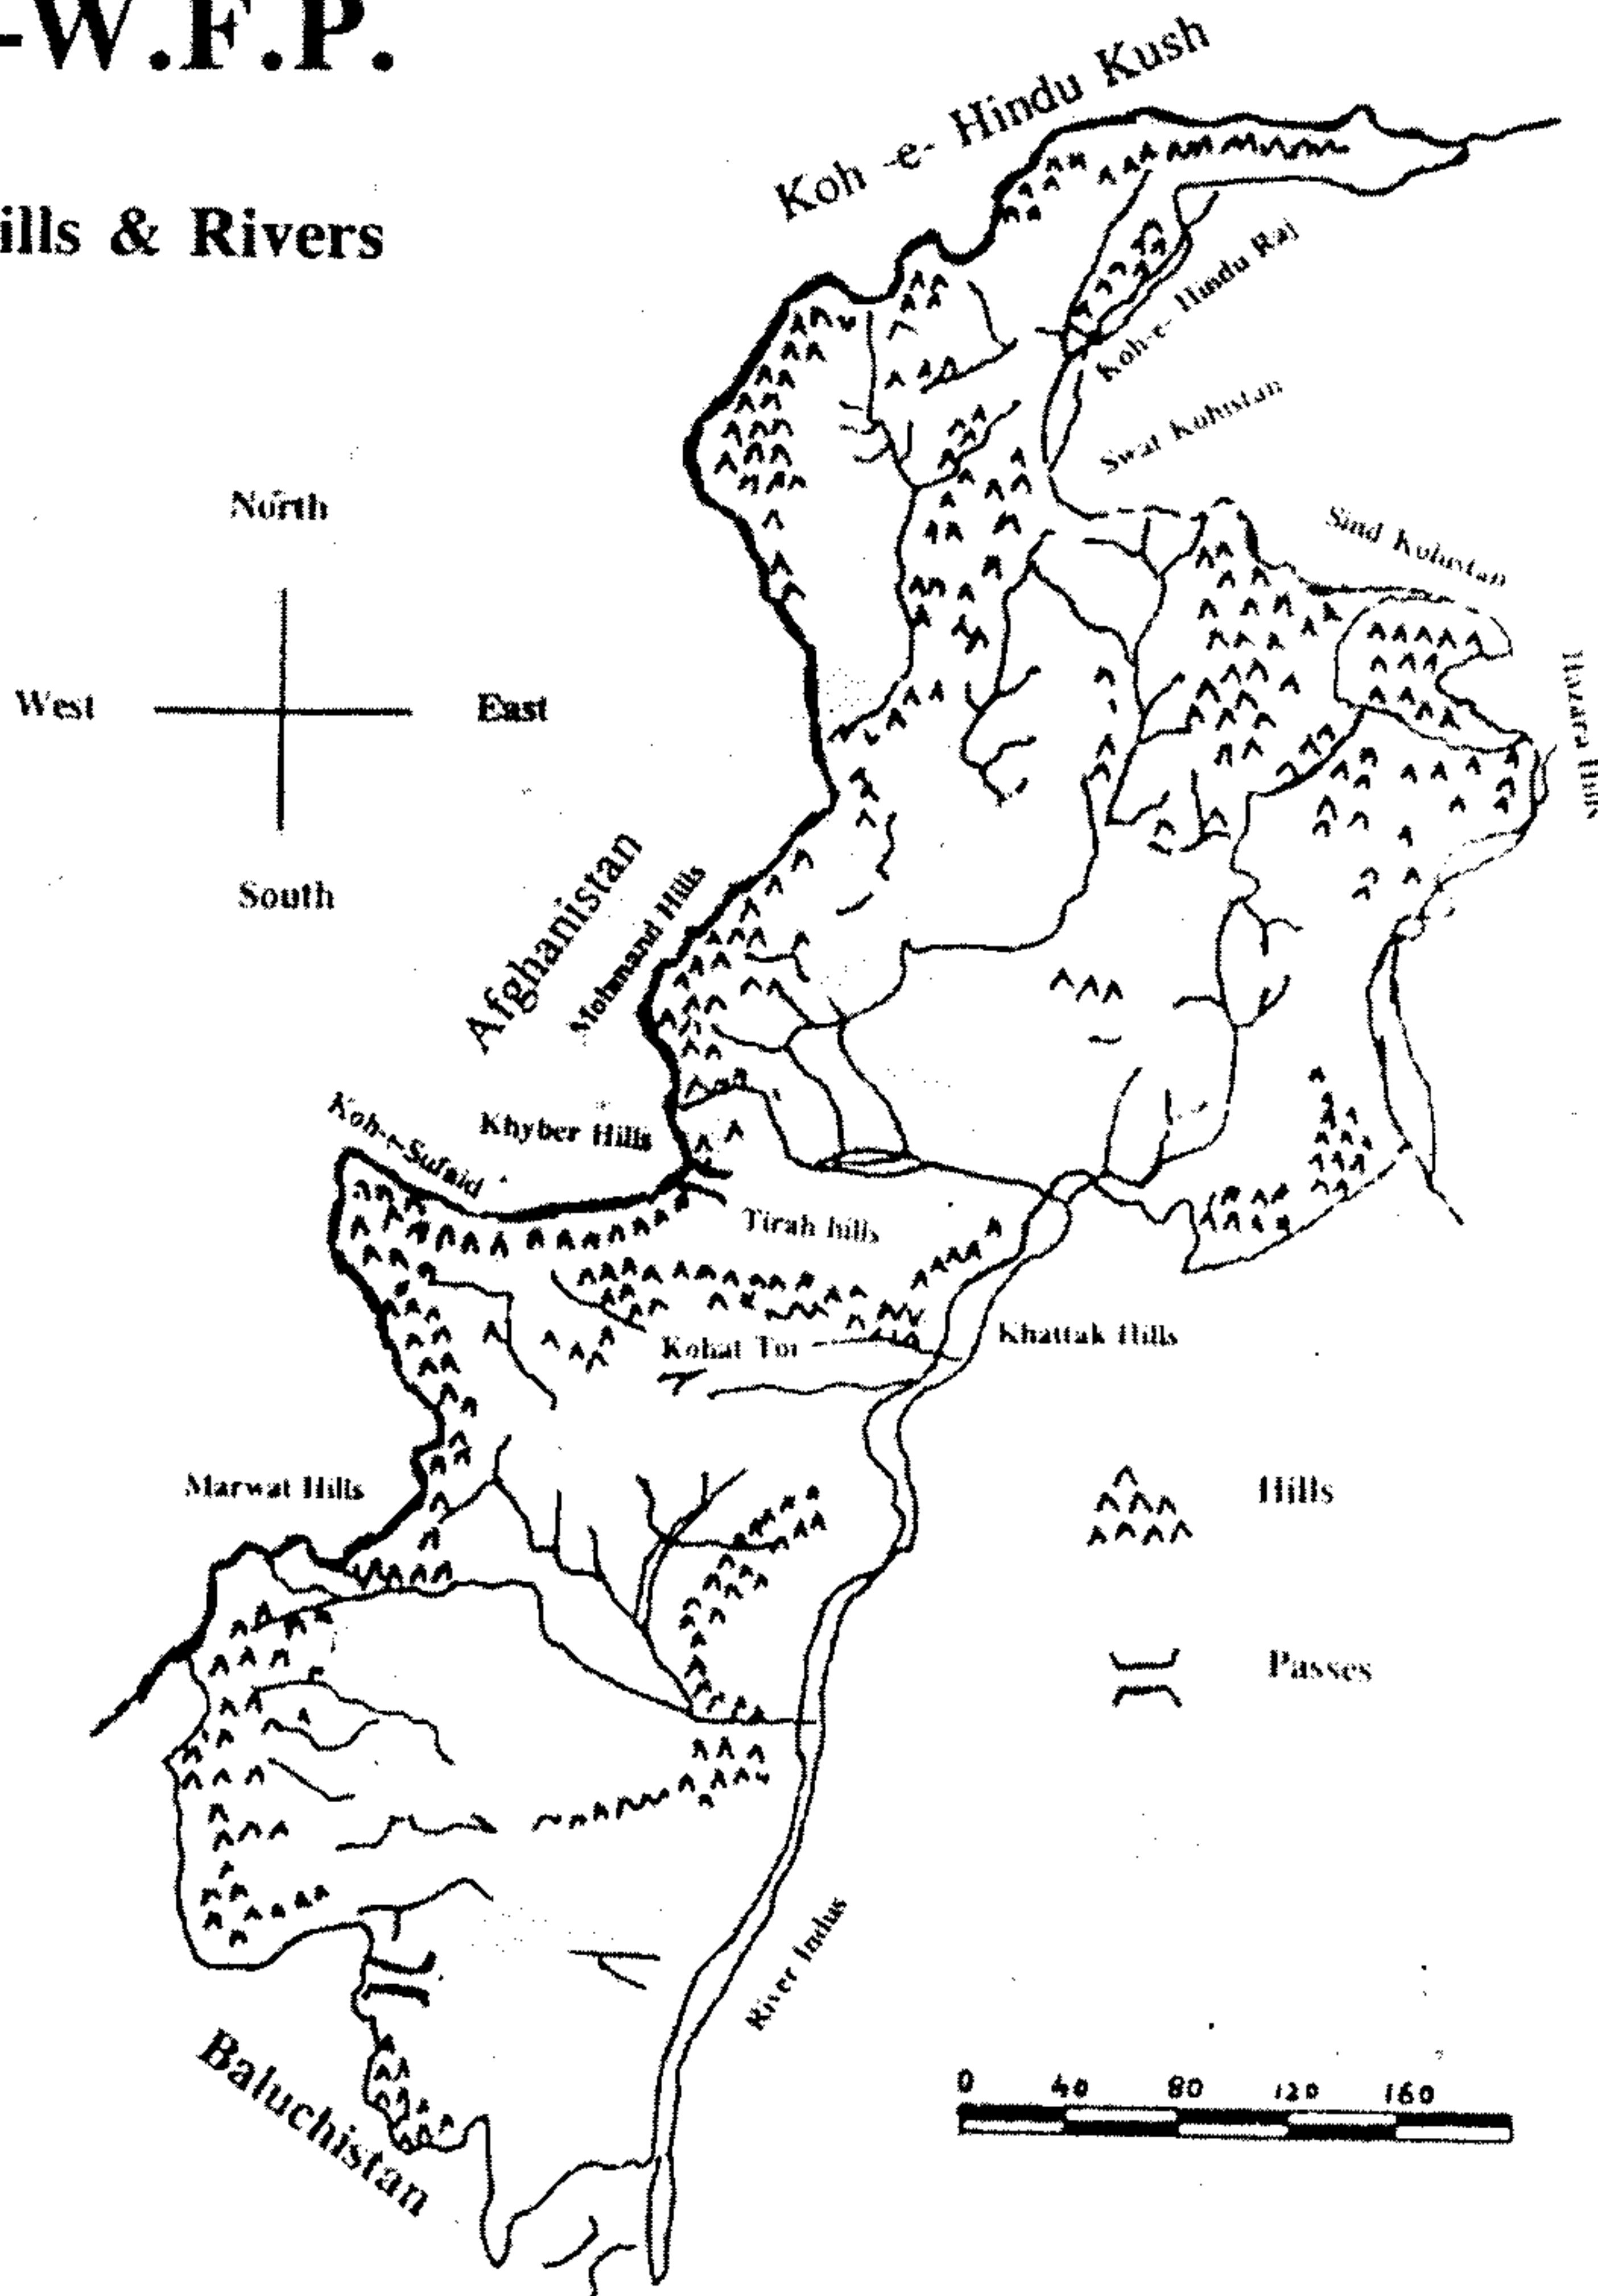 -W.F.P.
ills & Rivers
Koh -e- Hindu Kush
Koh-e- Hindu Raj
Swat Kohistan
Sind Kohistan
Hazara Hills
North
West
East
South
Afghanistan
Mohmand Hills
Khyber Hills
Koh-e-Sufaid
Tirah hills
Kohat Toi
Khattak Hills
Marwat Hills
Hills
Passes
River Indus
Baluchistan
0 40 80 120 160